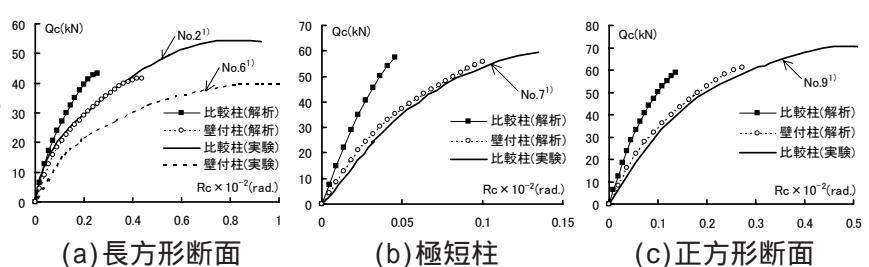 Qc(kN)
60
50
40
30
20
10
0
0
0.2
0.4
0.6
0.8
1
No.2¹⁾
No.6¹⁾
比較柱(解析)
壁付柱(解析)
比較柱(実験)
壁付柱(実験)
Rc×10⁻²(rad.)
(a)長方形断面
Qc(kN)
70
60
50
40
30
20
10
0
0
0.05
0.1
0.15
No.7¹⁾
比較柱(解析)
壁付柱(解析)
比較柱(実験)
Rc×10⁻²(rad.)
(b)極短柱
Qc(kN)
80
70
60
50
40
30
20
10
0
0
0.1
0.2
0.3
0.4
0.5
No.9¹⁾
比較柱(解析)
壁付柱(解析)
比較柱(実験)
Rc×10⁻²(rad.)
(c)正方形断面